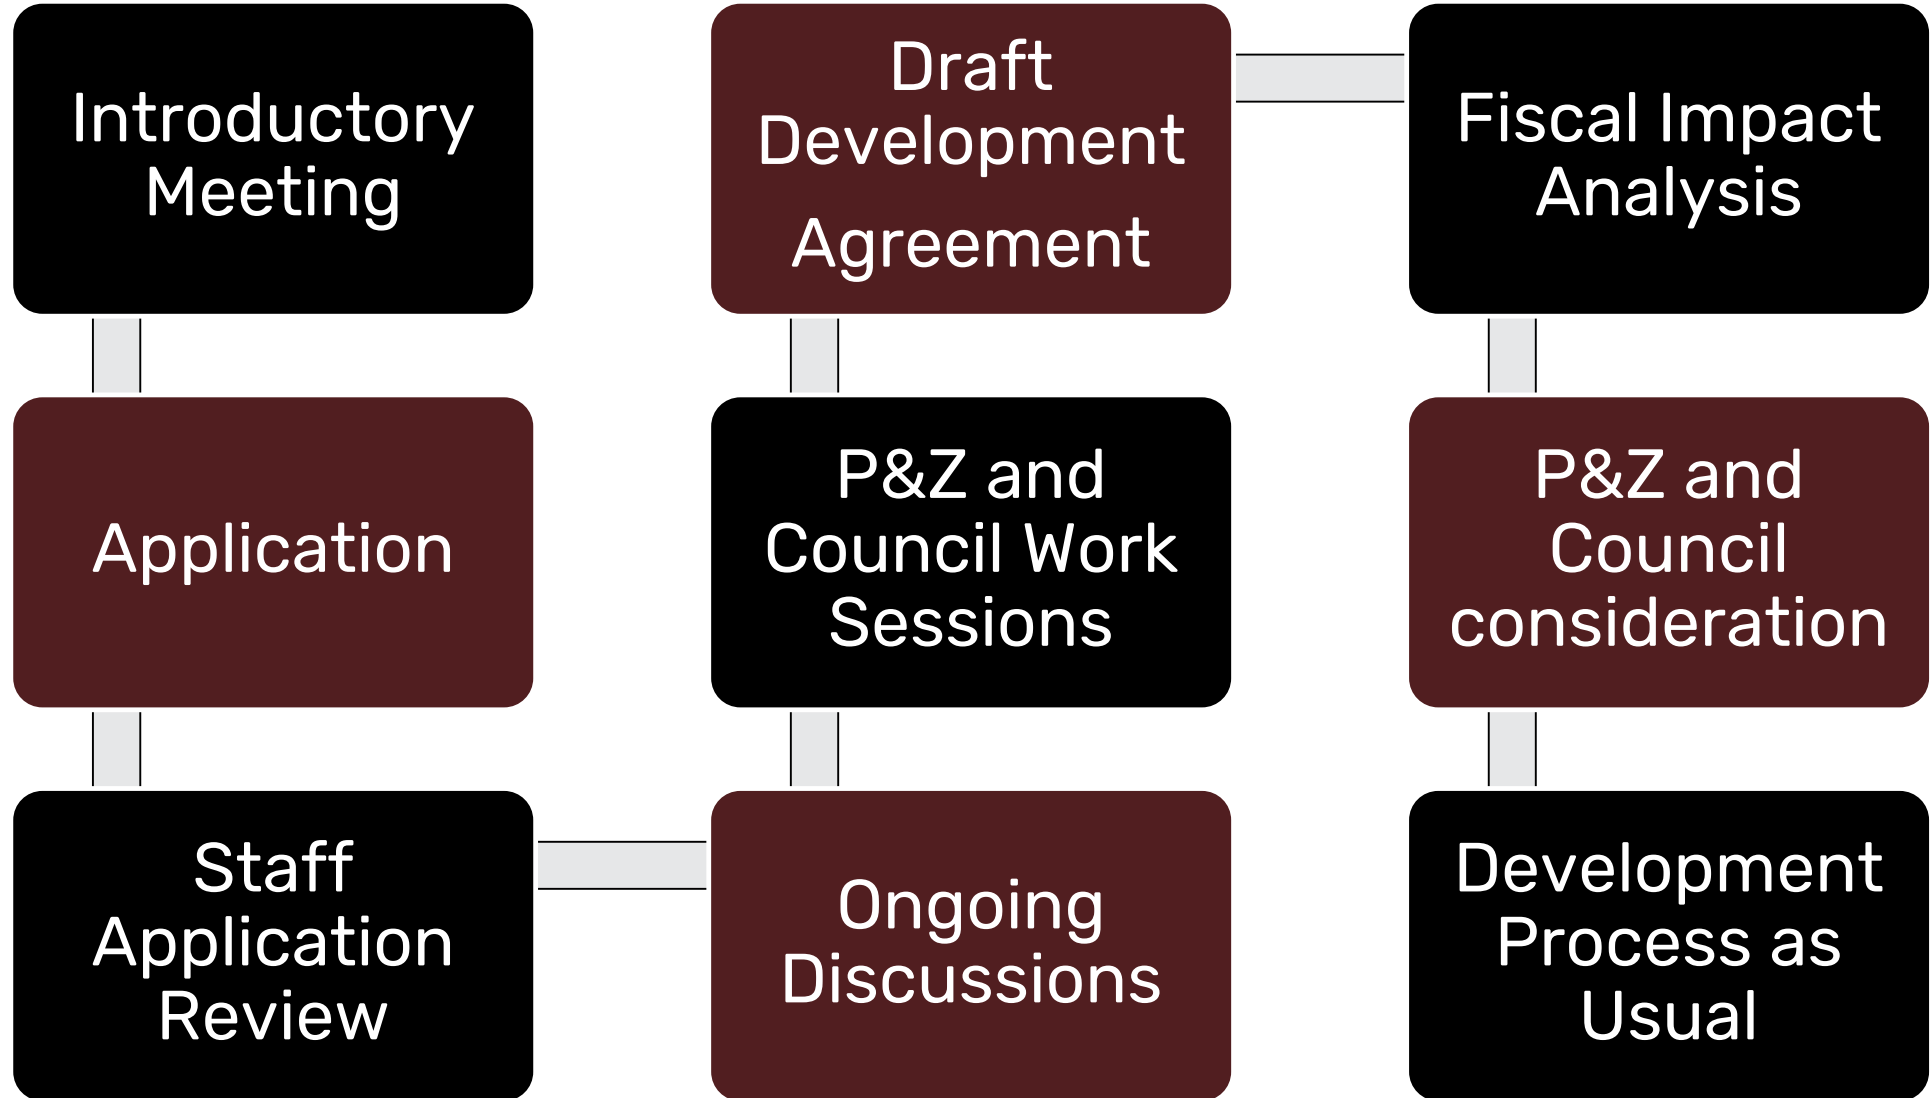 Introductory
Meeting
Application
Staff
Application
Review
Ongoing
Discussions
P&Z and
Council Work
Sessions
Draft
Development
Agreement
Fiscal Impact
Analysis
P&Z and
Council
consideration
Development
Process as
Usual